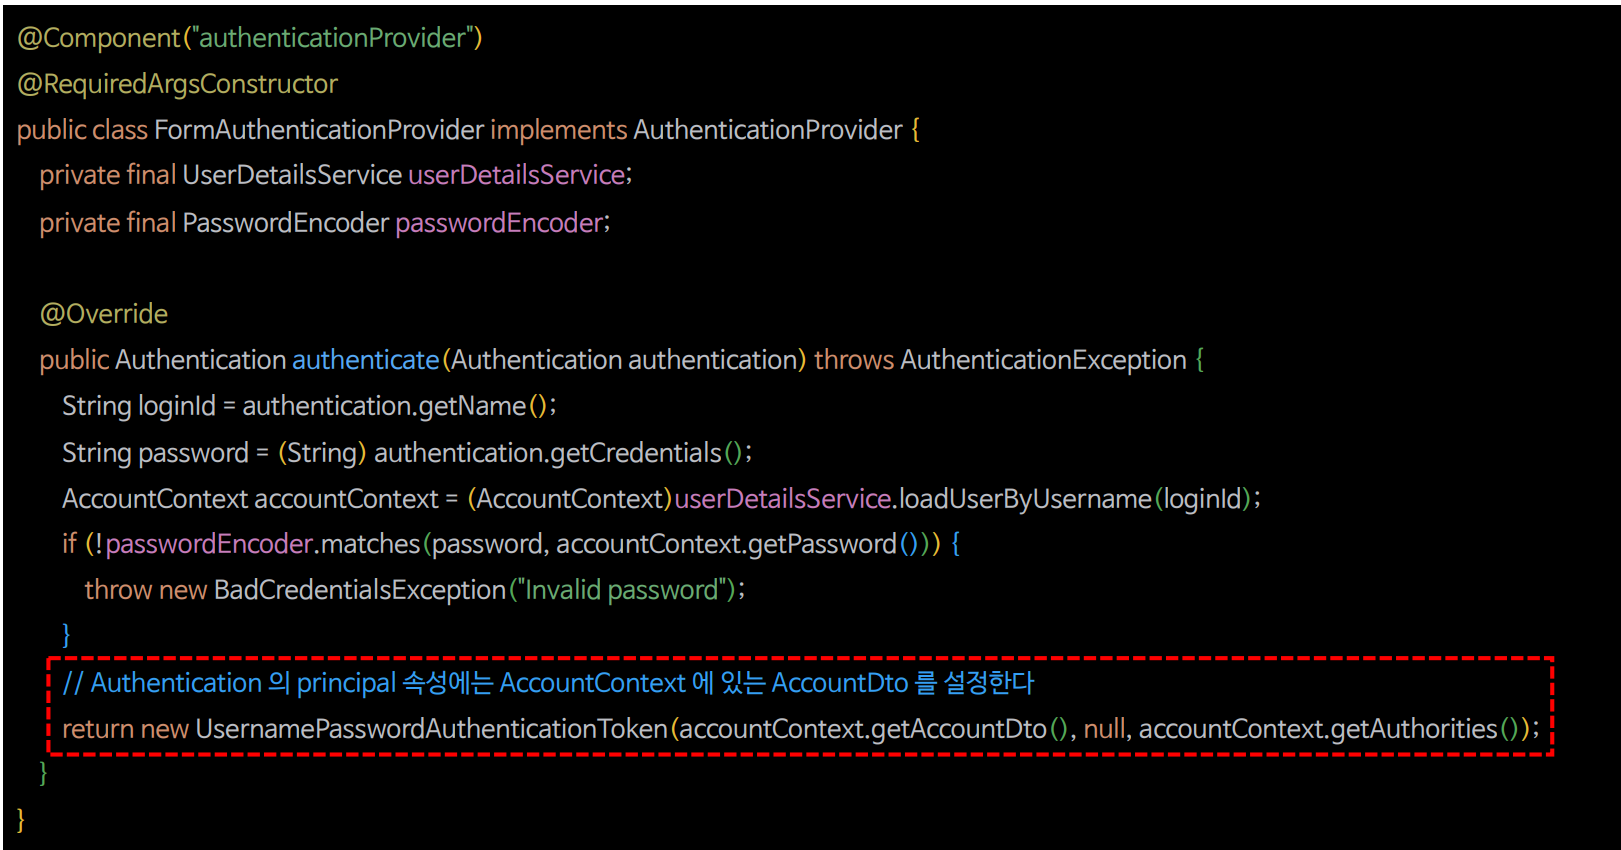 @Component("authenticationProvider")
@RequiredArgsConstructor
public class FormAuthenticationProvider implements AuthenticationProvider {
private final UserDetailsService userDetailsService;
private final PasswordEncoder passwordEncoder;
@Override
public Authentication authenticate(Authentication authentication) throws AuthenticationException {
String loginId = authentication.getName();
String password = (String) authentication.getCredentials();
AccountContext accountContext = (AccountContext)userDetailsService.loadUserByUsername(loginId);
if (!passwordEncoder.matches(password, accountContext.getPassword())) {
throw new BadCredentialsException("Invalid password");
}
// Authentication 의 principal 속성에는 AccountContext 에 있는 AccountDto 를 설정한다
return new UsernamePasswordAuthenticationToken(accountContext.getAccountDto(), null, accountContext.getAuthorities());
}
}